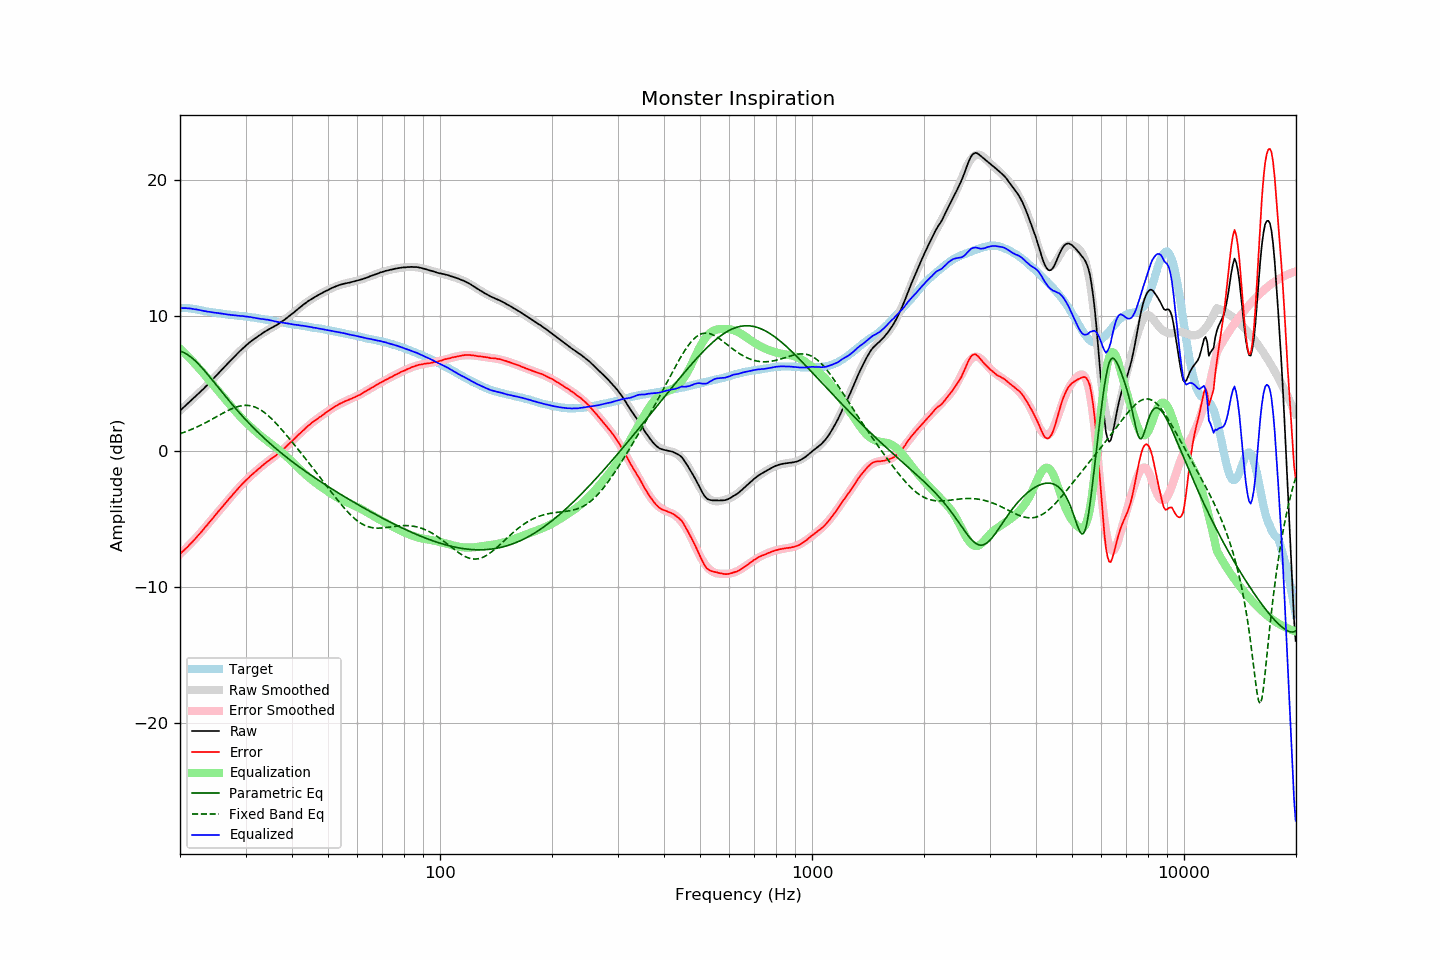 Monster Inspiration
Amplitude (dBr)
20
10
0
−10
−20
Target
Raw Smoothed
Error Smoothed
Raw
Error
Equalization
Parametric Eq
Fixed Band Eq
Equalized
100
1000
10000
Frequency (Hz)